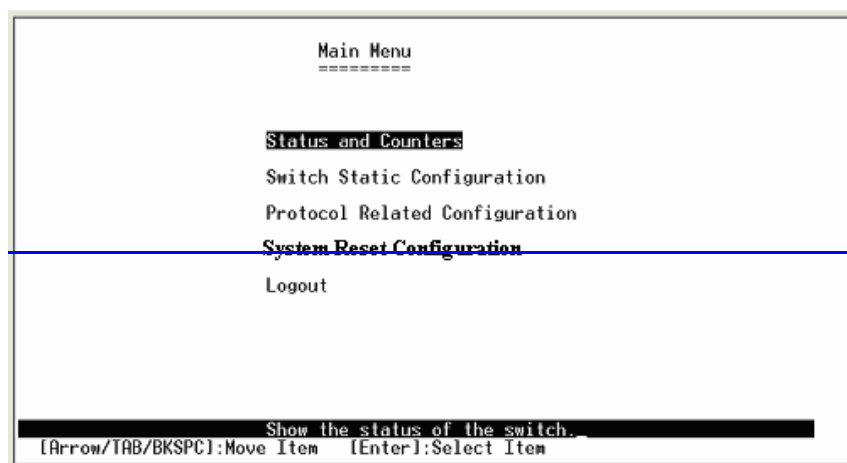 Main Menu
=========
Status and Counters
Switch Static Configuration
Protocol Related Configuration
System Reset Configuration
Logout
Show the status of the switch._
[Arrow/TAB/BKSPC]:Move Item [Enter]:Select Item